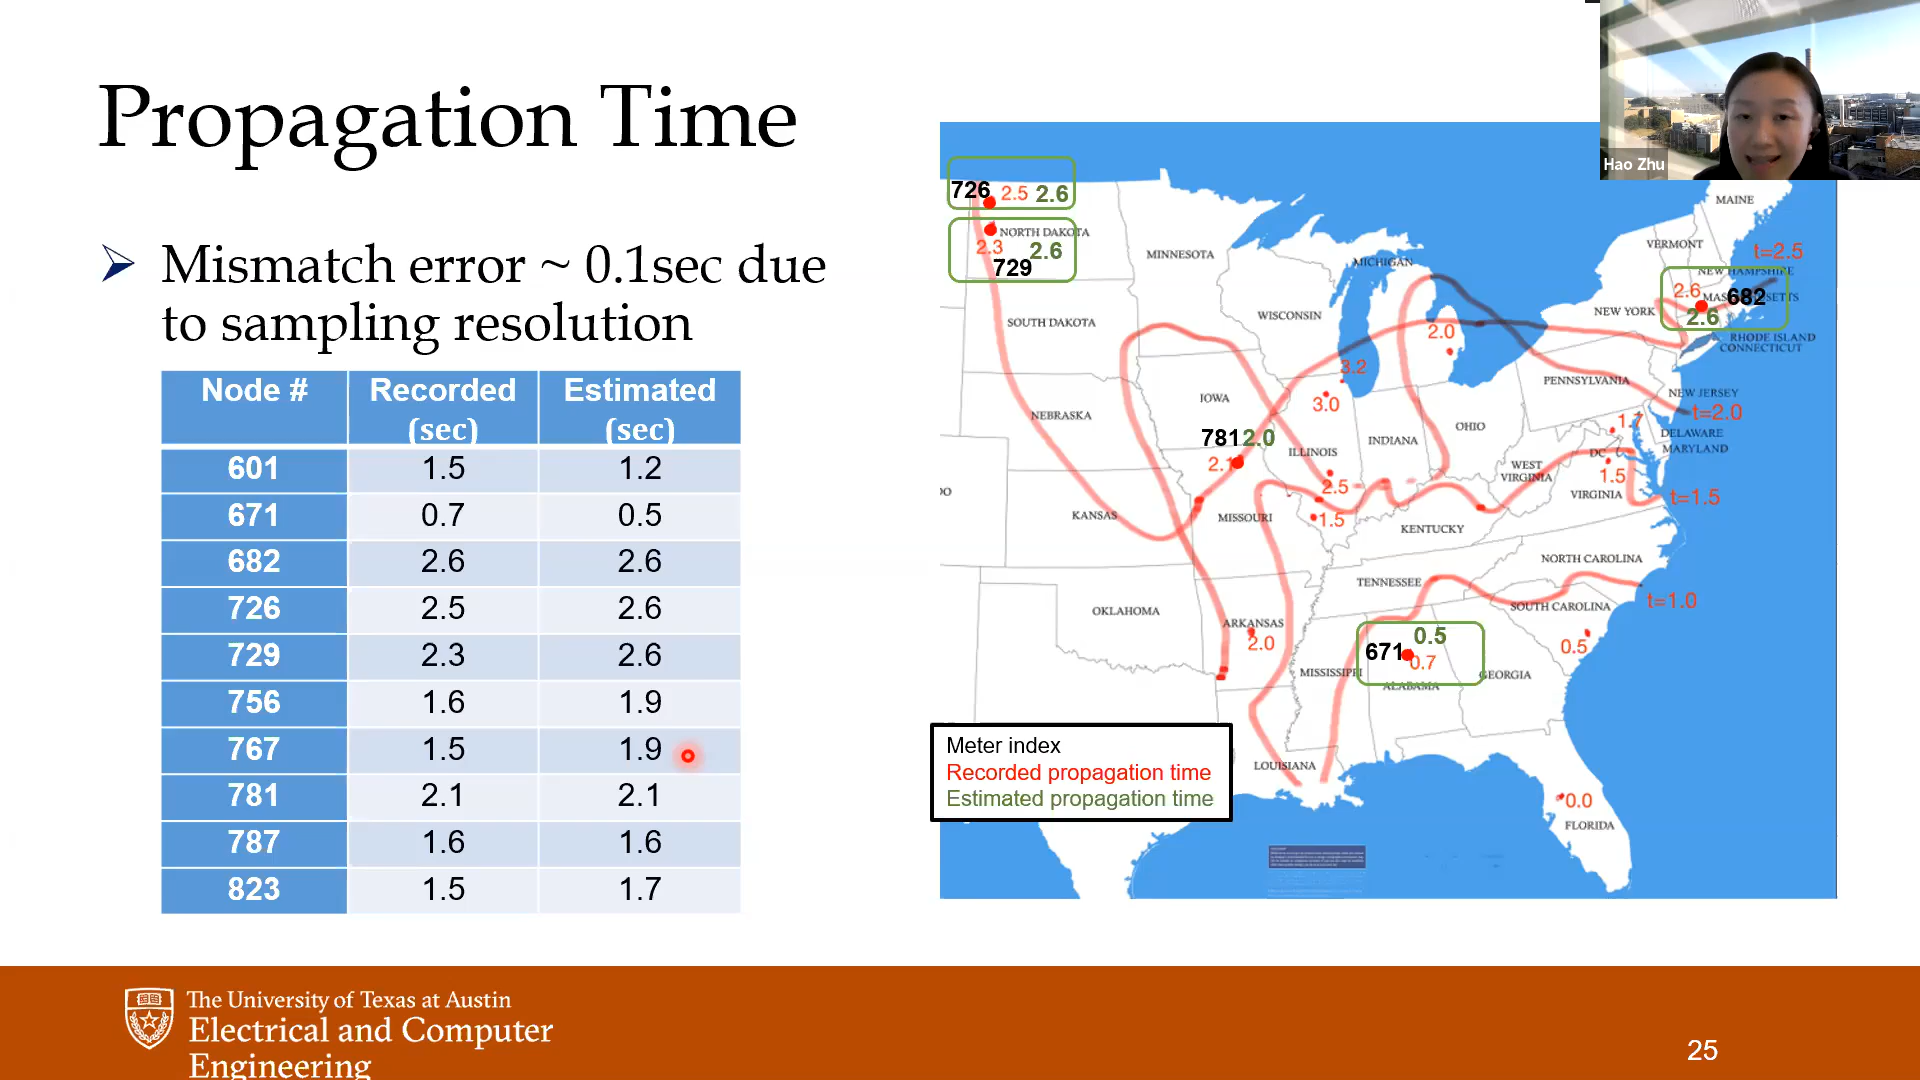 Propagation Time
Mismatch error ~ 0.1sec due
to sampling resolution
Node # Recorded (sec) Estimated (sec)
601 1.5 1.2
671 0.7 0.5
682 2.6 2.6
726 2.5 2.6
729 2.3 2.6
756 1.6 1.9
767 1.5 1.9
781 2.1 2.1
787 1.6 1.6
823 1.5 1.7
Hao Zhu
726 2.5 2.6
NORTH DAKOTA
2.3 2.6
729
MINNESOTA
SOUTH DAKOTA
WISCONSIN
MICHIGAN
MAINE
VERMONT
t=2.5
NEW HAMPSHIRE
2.6
682
2.6
NEW YORK
RHODE ISLAND
CONNECTICUT
2.0
3.2
3.0
PENNSYLVANIA
NEW JERSEY
t=2.0
NEBRASKA
IOWA
781 2.0
2.1
ILLINOIS
INDIANA
OHIO
1.7
DELAWARE
MARYLAND
DC
WEST
VIRGINIA
1.5
VIRGINIA
t=1.5
2.5
1.5
KANSAS
MISSOURI
KENTUCKY
NORTH CAROLINA
TENNESSEE
t=1.0
SOUTH CAROLINA
OKLAHOMA
ARKANSAS
2.0
0.5
671
0.7
0.5
MISSISSIPPI
ALABAMA
GEORGIA
LOUISIANA
0.0
FLORIDA
Meter index
Recorded propagation time
Estimated propagation time
The University of Texas at Austin
Electrical and Computer
Engineering
25